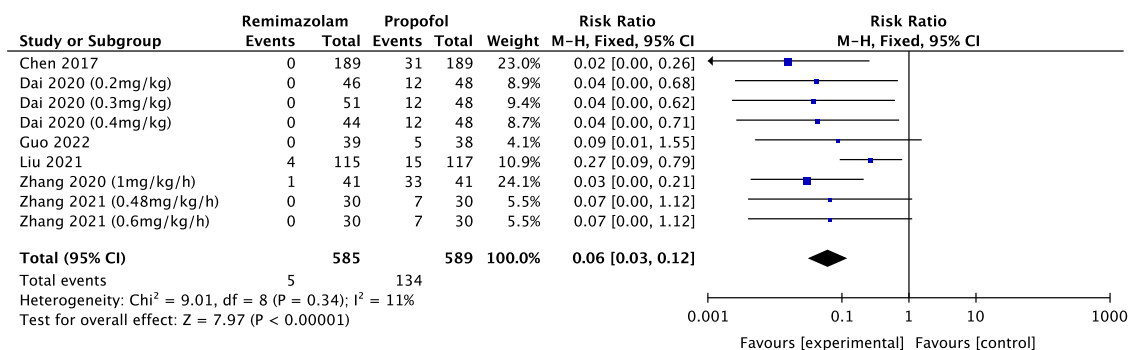 Remimazolam Propofol Risk Ratio Risk Ratio
Study or Subgroup Events Total Events Total Weight M-H, Fixed, 95% CI M-H, Fixed, 95% CI
Chen 2017 0 189 31 189 23.0% 0.02 [0.00, 0.26]
Dai 2020 (0.2mg/kg) 0 46 12 48 8.9% 0.04 [0.00, 0.68]
Dai 2020 (0.3mg/kg) 0 51 12 48 9.4% 0.04 [0.00, 0.62]
Dai 2020 (0.4mg/kg) 0 44 12 48 8.7% 0.04 [0.00, 0.71]
Guo 2022 0 39 5 38 4.1% 0.09 [0.01, 1.55]
Liu 2021 4 115 15 117 10.9% 0.27 [0.09, 0.79]
Zhang 2020 (1mg/kg/h) 1 41 33 41 24.1% 0.03 [0.00, 0.21]
Zhang 2021 (0.48mg/kg/h) 0 30 7 30 5.5% 0.07 [0.00, 1.12]
Zhang 2021 (0.6mg/kg/h) 0 30 7 30 5.5% 0.07 [0.00, 1.12]
Total (95% CI) 585 589 100.0% 0.06 [0.03, 0.12]
Total events 5 134
Heterogeneity: Chi² = 9.01, df = 8 (P = 0.34); I² = 11%
Test for overall effect: Z = 7.97 (P < 0.00001)
0.001 0.1 1 10 1000
Favours [experimental] Favours [control]